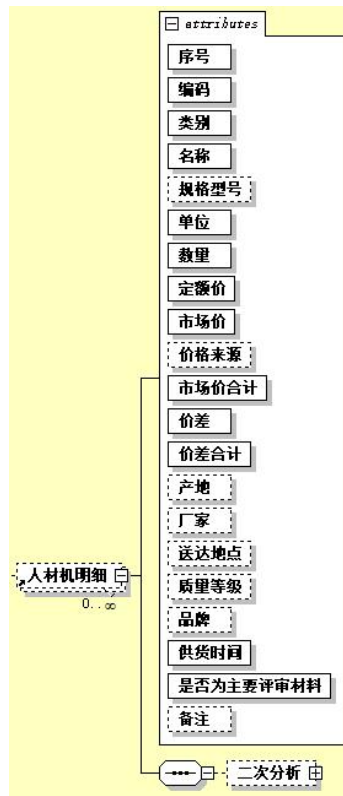 attributes
序号
编码
类别
名称
规格型号
单位
数量
定额价
市场价
价格来源
市场价合计
价差
价差合计
产地
厂家
送达地点
质量等级
品牌
供货时间
是否为主要评审材料
备注
人材机明细
0..∞
二次分析